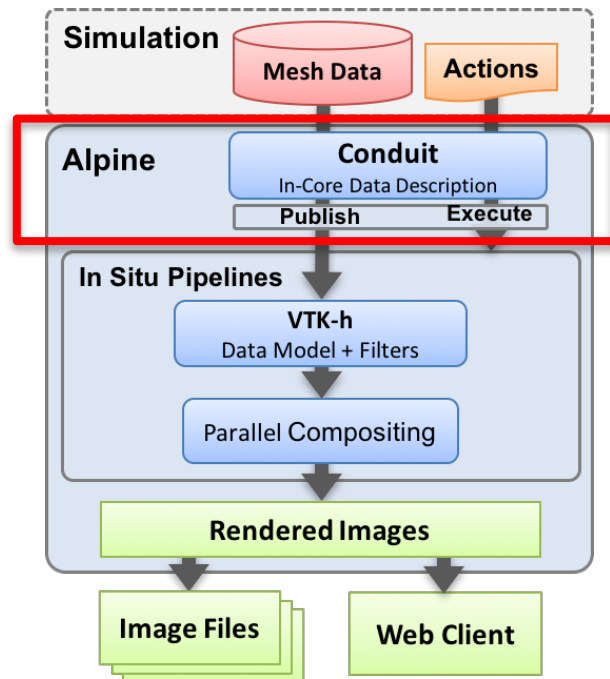 Simulation
Mesh Data
Actions
Alpine
Conduit
In-Core Data Description
Publish
Execute
In Situ Pipelines
VTK-h
Data Model + Filters
Parallel Compositing
Rendered Images
Image Files
Web Client